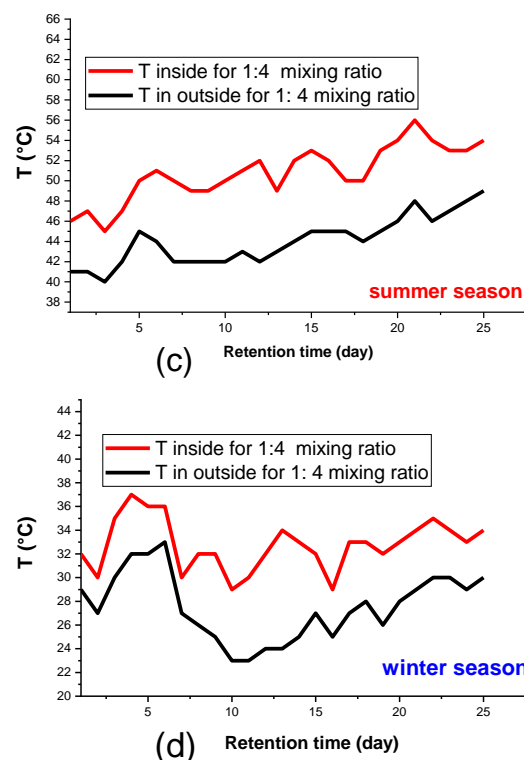 66
64
62
60
58
56
54
52
50
48
46
44
42
40
38
T (°C)
T inside for 1:4 mixing ratio
T in outside for 1: 4 mixing ratio
summer season
5 10 15 20 25
(c)
Retention time (day)
44
42
40
38
36
34
32
30
28
26
24
22
20
T (°C)
T inside for 1:4 mixing ratio
T in outside for 1: 4 mixing ratio
winter season
5 10 15 20 25
(d)
Retention time (day)